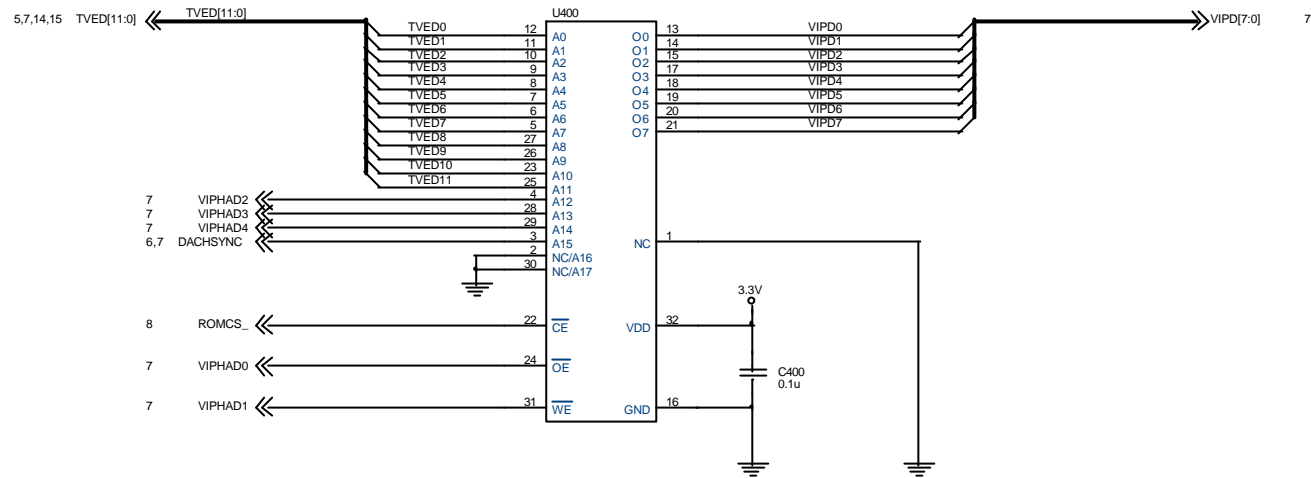 U400
5,7,14,15 TVED[11:0] TVED[11:0] VIPD[7:0] 7
TVED0 12 A0 O0 13 VIPD0
TVED1 11 A1 O1 14 VIPD1
TVED2 10 A2 O2 15 VIPD2
TVED3 9 A3 O3 17 VIPD3
TVED4 8 A4 O4 18 VIPD4
TVED5 7 A5 O5 19 VIPD5
TVED6 6 A6 O6 20 VIPD6
TVED7 5 A7 O7 21 VIPD7
TVED8 27 A8
TVED9 26 A9
TVED10 23 A10
TVED11 25 A11
7 VIPHAD2 4 A12
7 VIPHAD3 28 A13
7 VIPHAD4 29 A14
6,7 DACHSYNC 3 A15 NC 1
2 NC/A16
30 NC/A17
3.3V
8 ROMCS_ 22 CE VDD 32
7 VIPHAD0 24 OE
C400
0.1u
7 VIPHAD1 31 WE GND 16